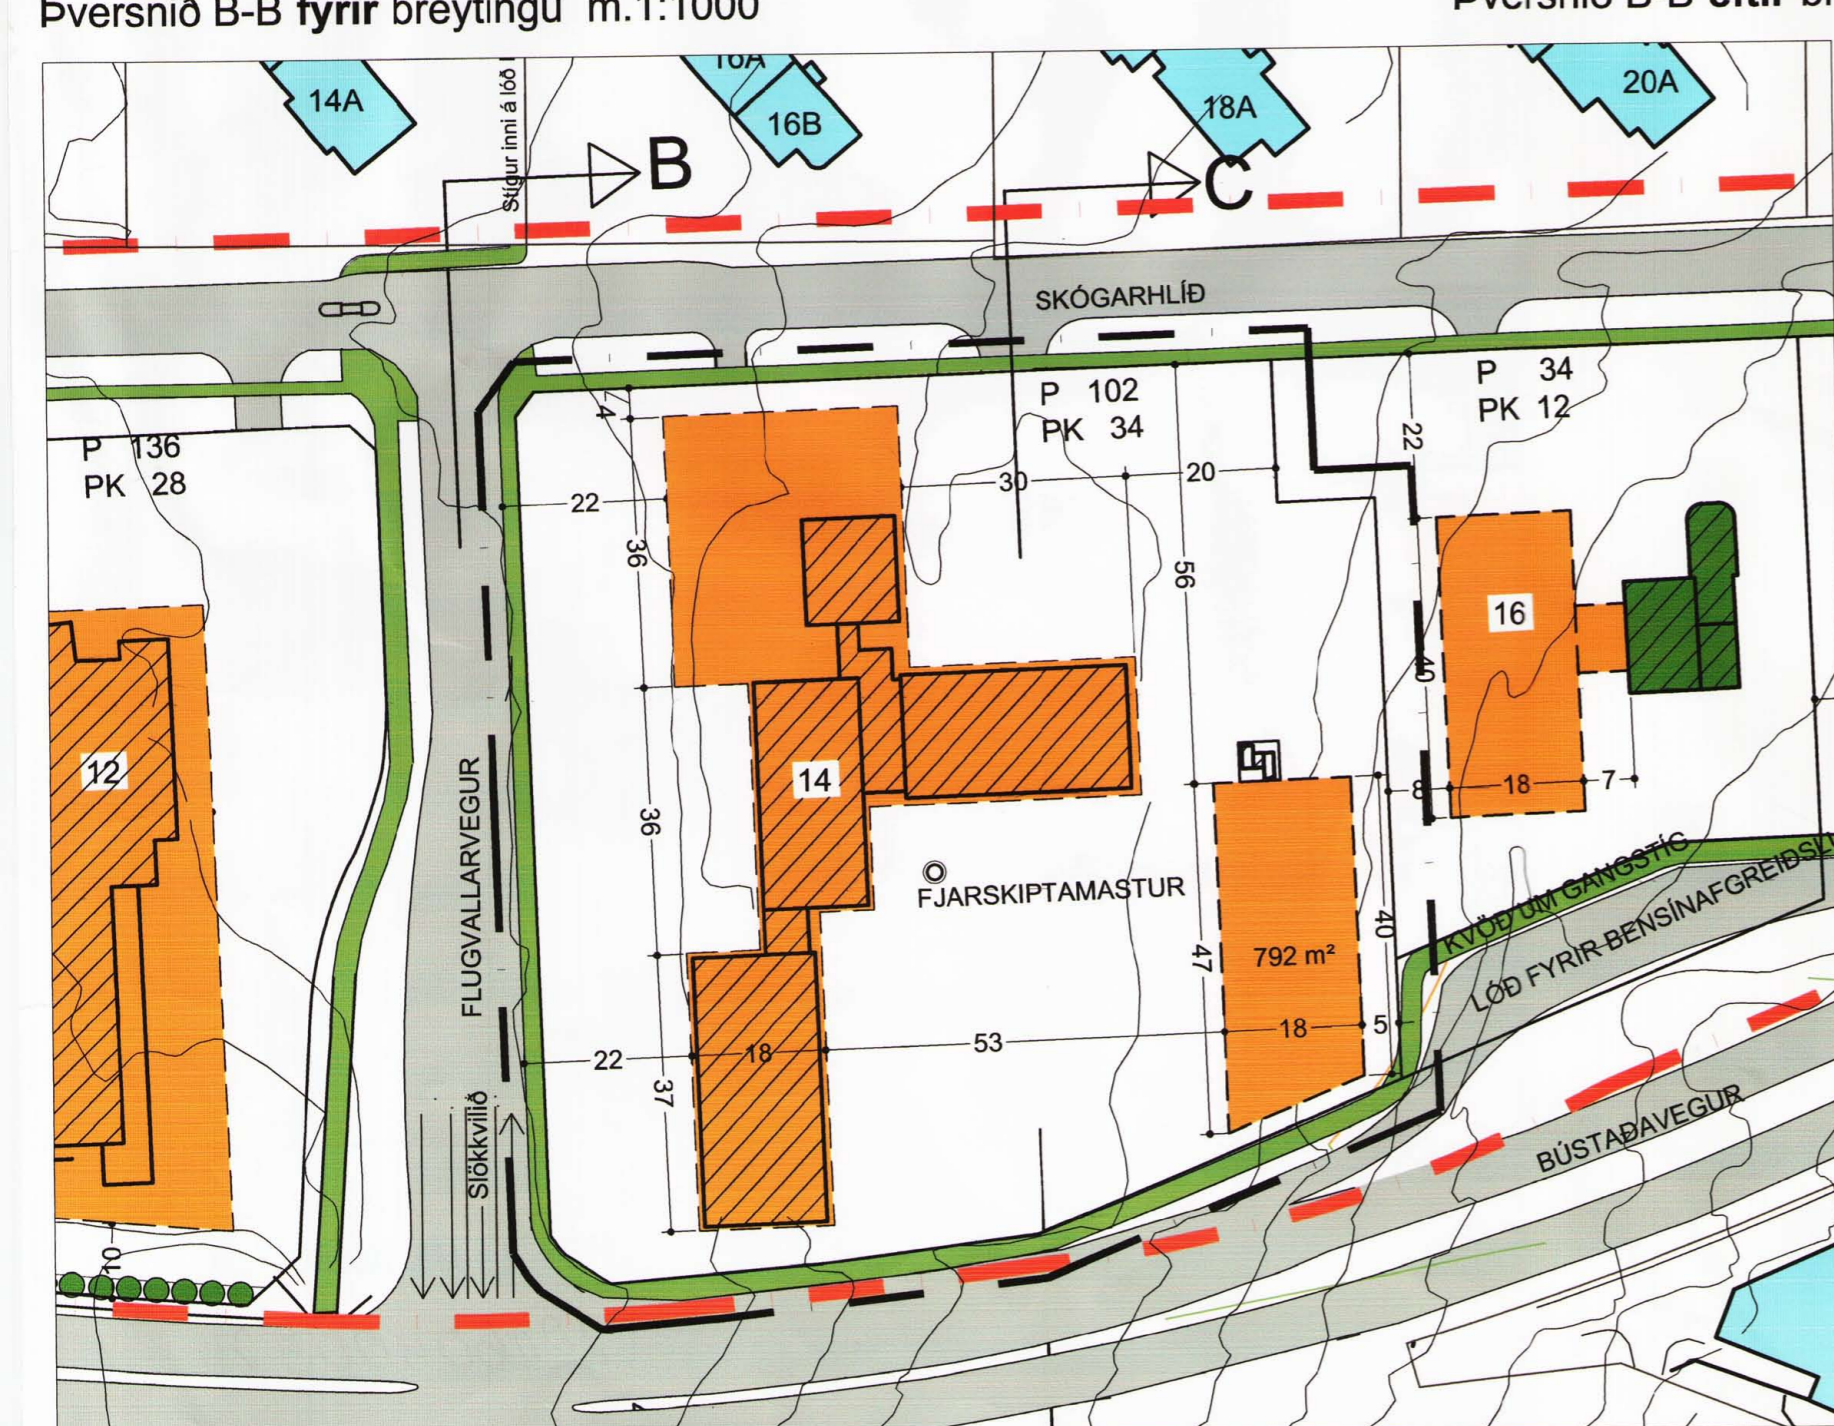 Þversnið B-B fyrir breytingu m.1:1000
Þversnið B-B eftir
14A
16A
16B
18A
20A
Stígur inni á lóð
B
C
SKÓGARHLÍÐ
P 136
PK 28
P 102
PK 34
P 34
PK 12
4
22
36
30
20
56
22
40
16
12
14
36
8
18
7
FLUGVALLARVEGUR
FJARSKIPTAMASTUR
47
792 m²
40
KVÖÐ UM GANGSTÍG
LÓÐ FYRIR BENSÍNAFGREIÐSLU
22
18
53
18
5
37
Slökkvilið
BÚSTAÐAVEGUR
10